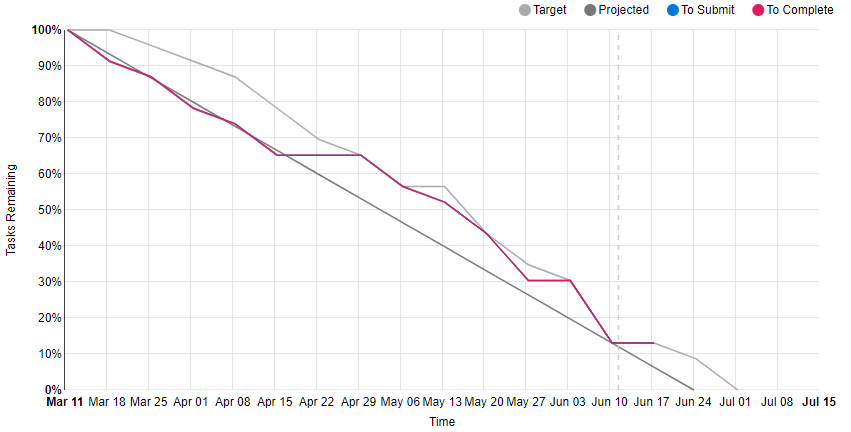 Target Projected To Submit To Complete
100%
90%
80%
70%
60%
50%
40%
30%
20%
10%
0%
Tasks Remaining
Mar 11 Mar 18 Mar 25 Apr 01 Apr 08 Apr 15 Apr 22 Apr 29 May 06 May 13 May 20 May 27 Jun 03 Jun 10 Jun 17 Jun 24 Jul 01 Jul 08 Jul 15
Time